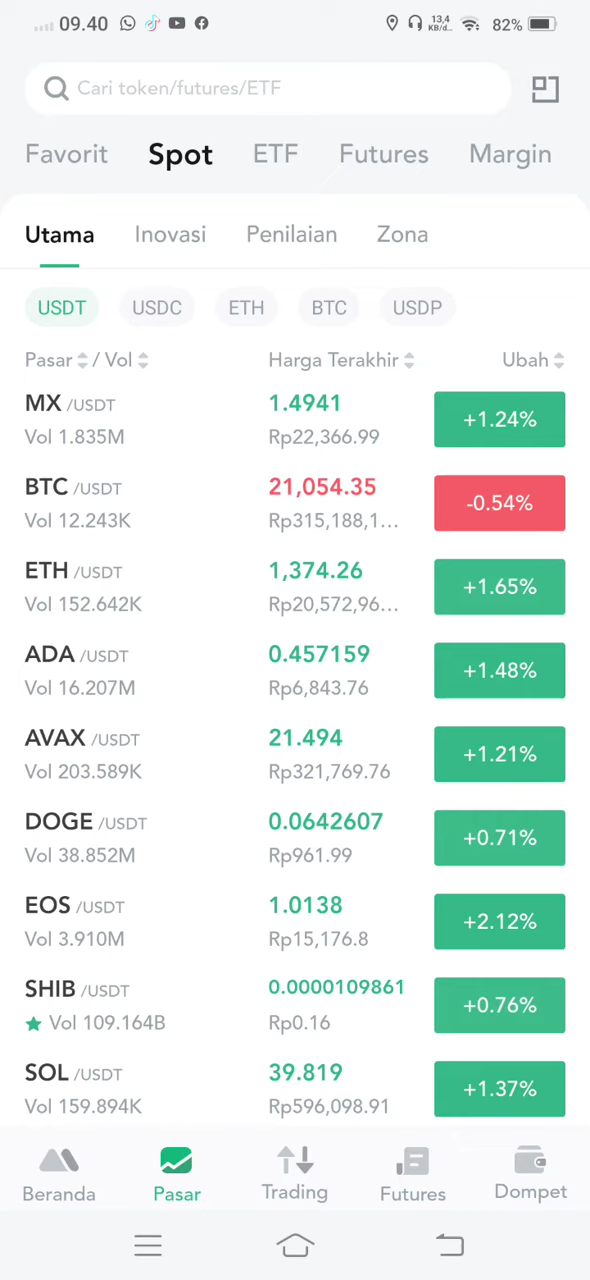 09.40 13,4 KB/d... 82%
Cari token/futures/ETF
Favorit Spot ETF Futures Margin
Utama Inovasi Penilaian Zona
USDT USDC ETH BTC USDP
Pasar / Vol Harga Terakhir Ubah
MX /USDT 1.4941 +1.24%
Vol 1.835M Rp22,366.99
BTC /USDT 21,054.35 -0.54%
Vol 12.243K Rp315,188,1...
ETH /USDT 1,374.26 +1.65%
Vol 152.642K Rp20,572,96...
ADA /USDT 0.457159 +1.48%
Vol 16.207M Rp6,843.76
AVAX /USDT 21.494 +1.21%
Vol 203.589K Rp321,769.76
DOGE /USDT 0.0642607 +0.71%
Vol 38.852M Rp961.99
EOS /USDT 1.0138 +2.12%
Vol 3.910M Rp15,176.8
SHIB /USDT 0.0000109861 +0.76%
Vol 109.164B Rp0.16
SOL /USDT 39.819 +1.37%
Vol 159.894K Rp596,098.91
Beranda Pasar Trading Futures Dompet